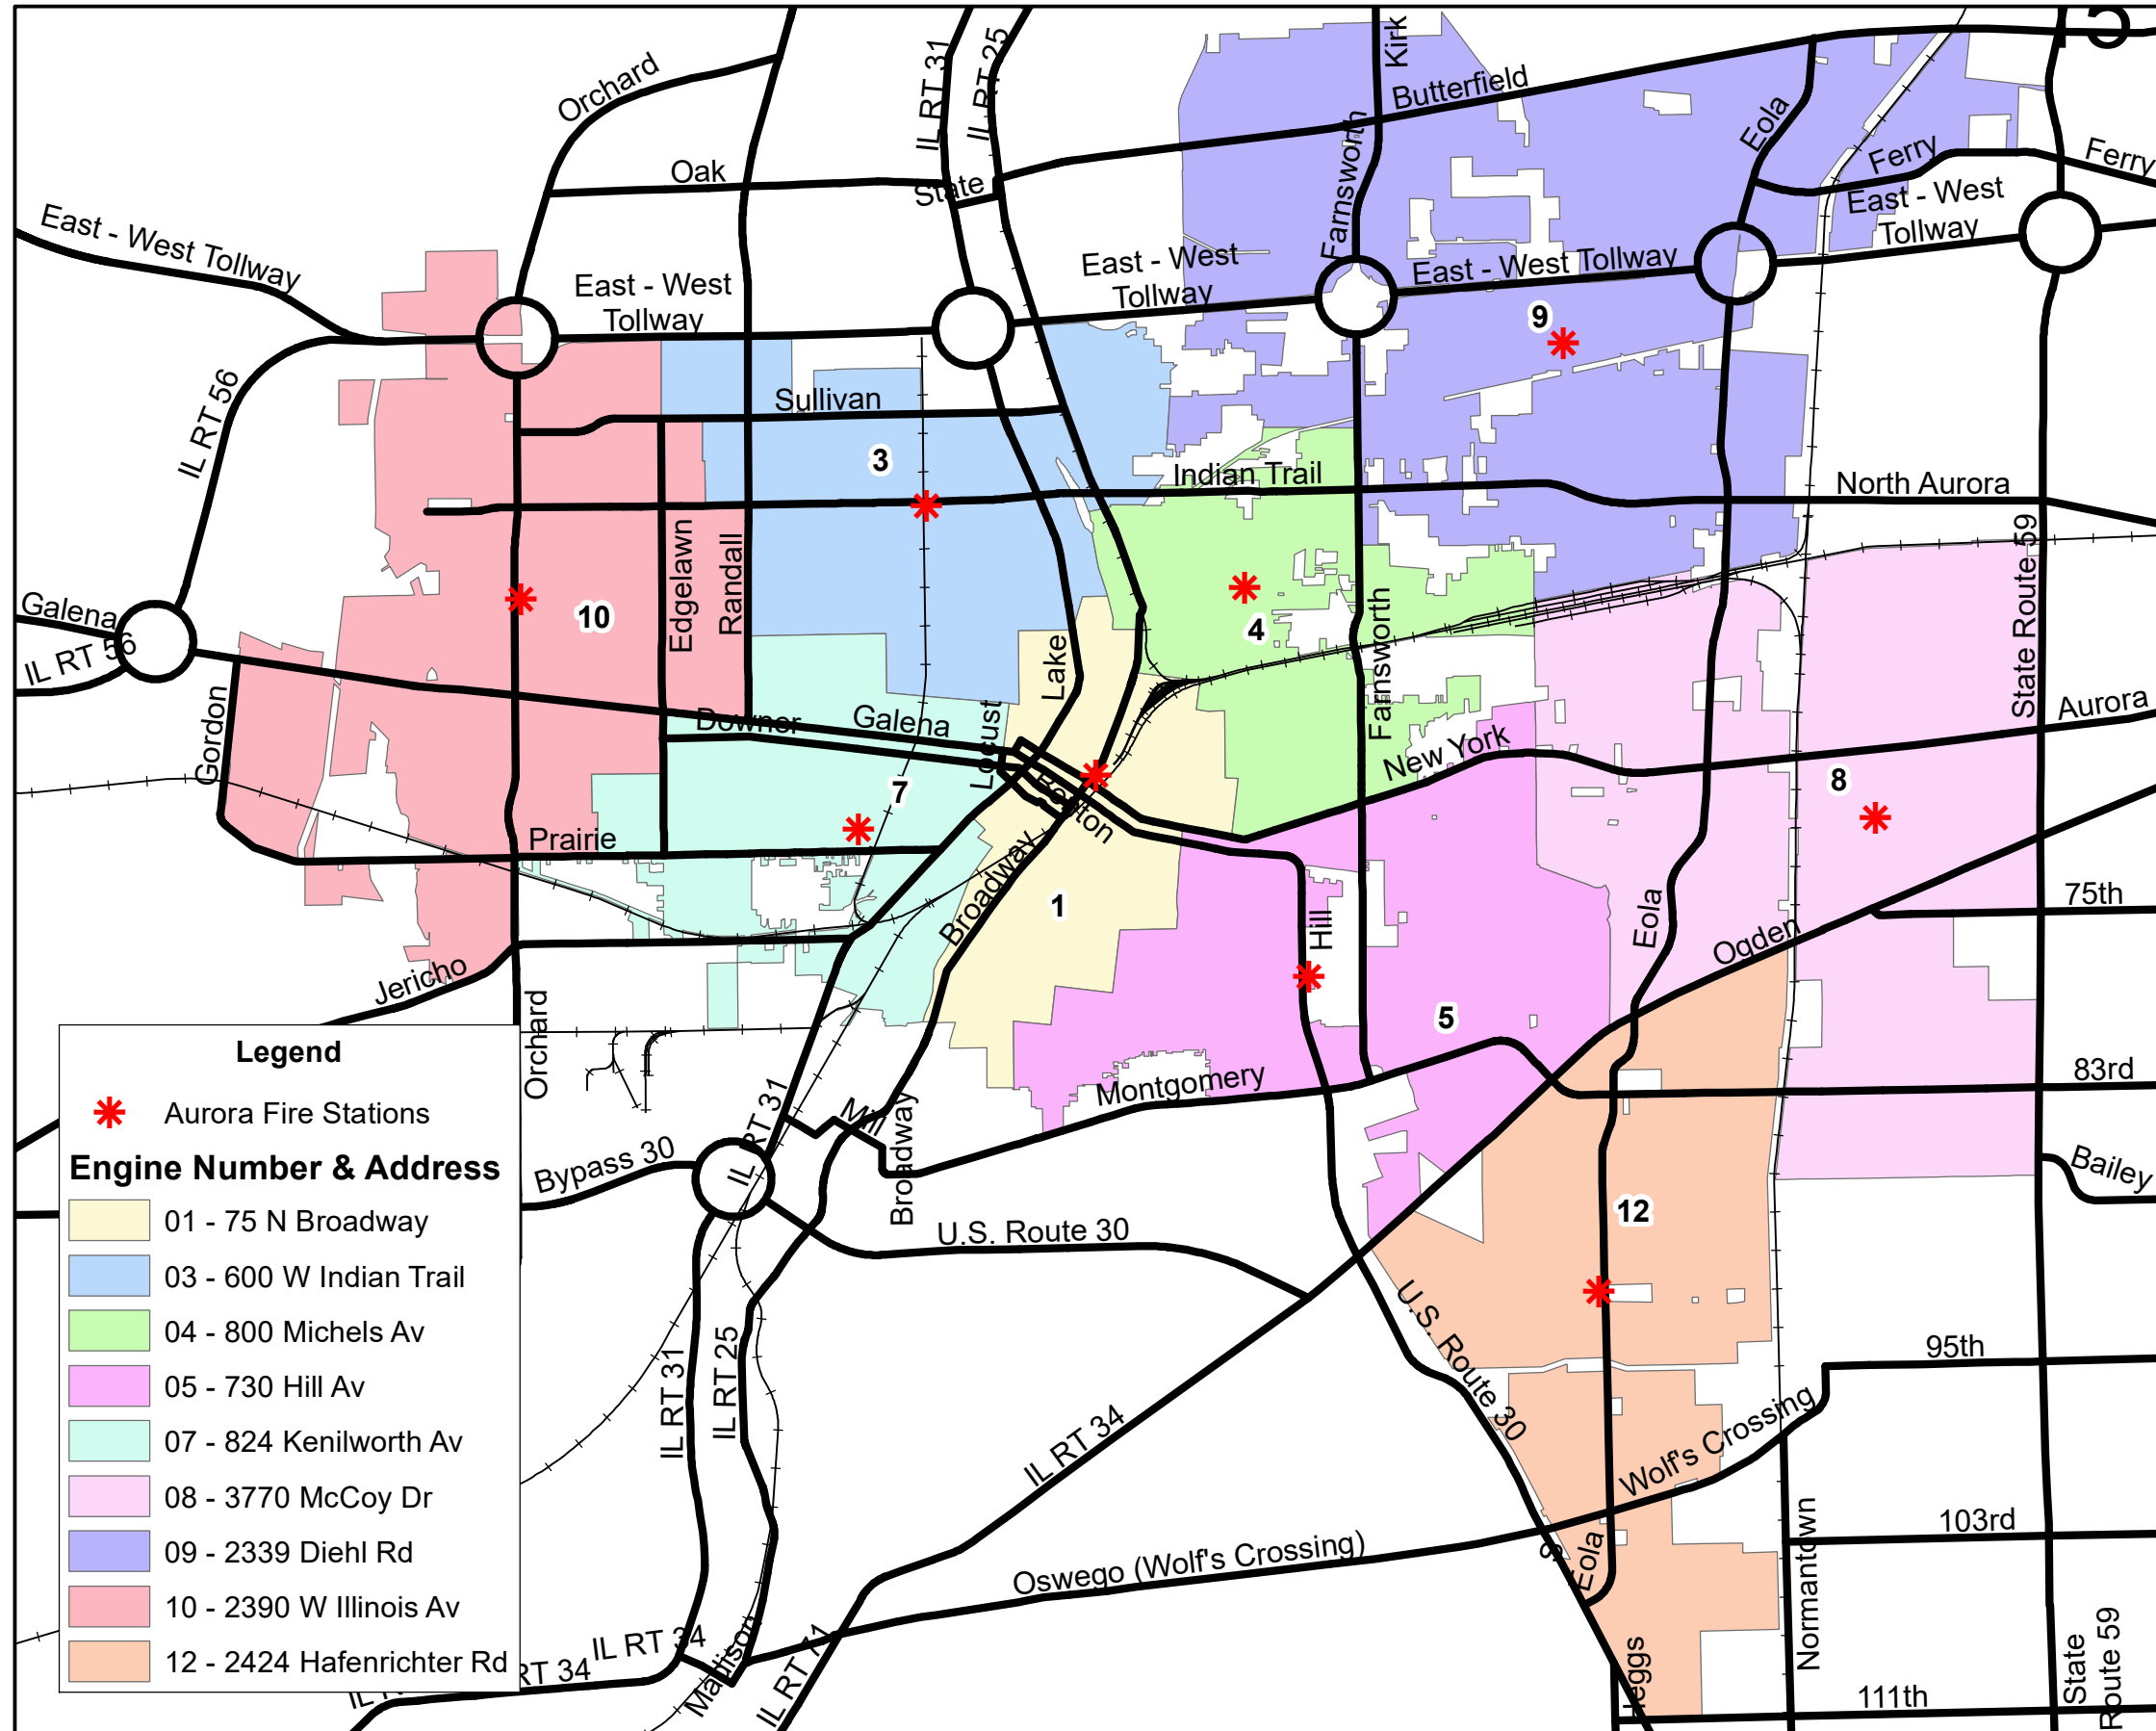 15
Kirk
IL RT 31
IL RT 25
Orchard
Butterfield
Eola
Ferry
Ferry
Oak
State
Farnsworth
East - West Tollway
East - West
Tollway
East - West
Tollway
East - West Tollway
East - West
Tollway
9
IL RT 56
Sullivan
3
Indian Trail
North Aurora
Edgelawn
Randall
State Route 59
Galena
IL RT 56
10
4
Farnsworth
Gordon
Lake
Locust
Downer
Galena
Aurora
New York
7
8
Benton
Prairie
Broadway
1
Hill
Eola
75th
Ogden
Jericho
Orchard
5
Montgomery
83rd
IL RT 31
Mill
Broadway
Bypass 30
Bailey
12
U.S. Route 30
U.S. Route 30
95th
IL RT 31
IL RT 25
IL RT 34
Wolf's Crossing
103rd
Oswego (Wolf's Crossing)
Eola
Normantown
IL RT 34
RT 34
Madison
IL RT 71
Heggs
State
Route 59
111th
Legend
Aurora Fire Stations
Engine Number & Address
01 - 75 N Broadway
03 - 600 W Indian Trail
04 - 800 Michels Av
05 - 730 Hill Av
07 - 824 Kenilworth Av
08 - 3770 McCoy Dr
09 - 2339 Diehl Rd
10 - 2390 W Illinois Av
12 - 2424 Hafenrichter Rd